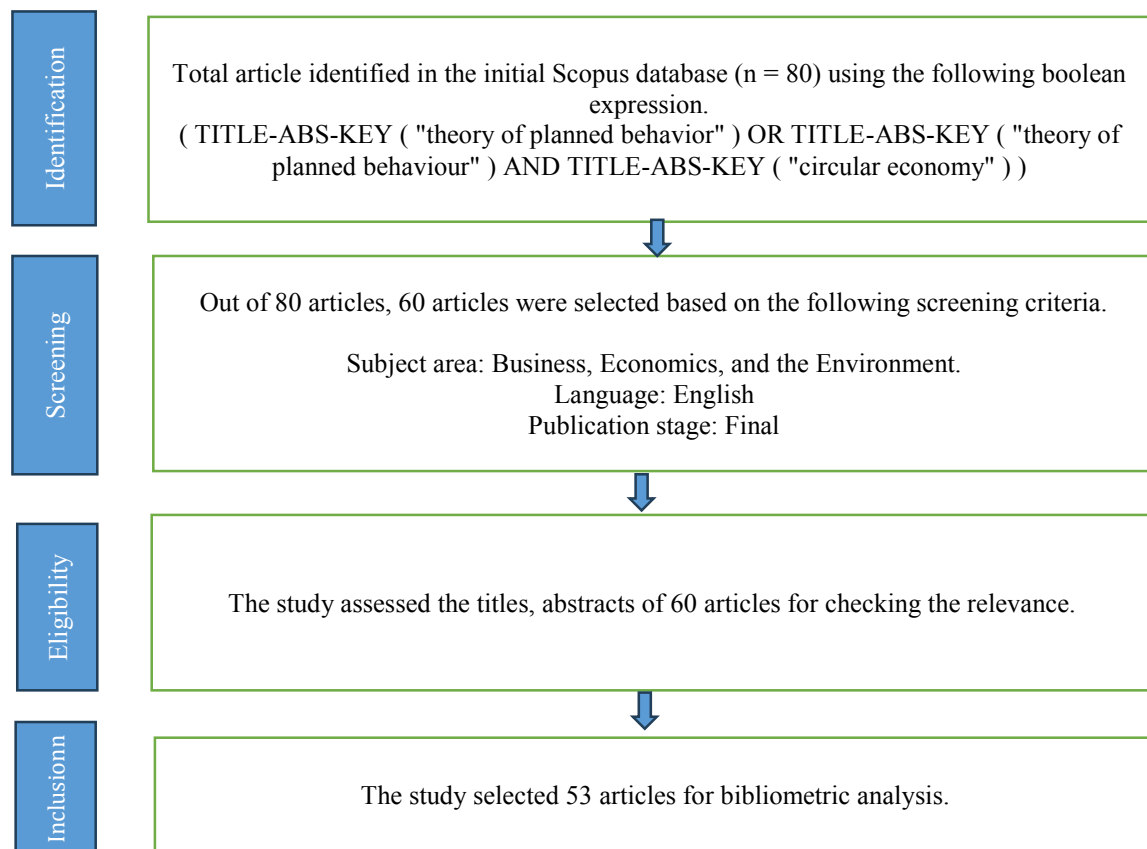 Identification
Total article identified in the initial Scopus database (n = 80) using the following boolean
expression.
( TITLE-ABS-KEY ( "theory of planned behavior" ) OR TITLE-ABS-KEY ( "theory of
planned behaviour" ) AND TITLE-ABS-KEY ( "circular economy" ) )
Screening
Out of 80 articles, 60 articles were selected based on the following screening criteria.
Subject area: Business, Economics, and the Environment.
Language: English
Publication stage: Final
Eligibility
The study assessed the titles, abstracts of 60 articles for checking the relevance.
Inclusionn
The study selected 53 articles for bibliometric analysis.